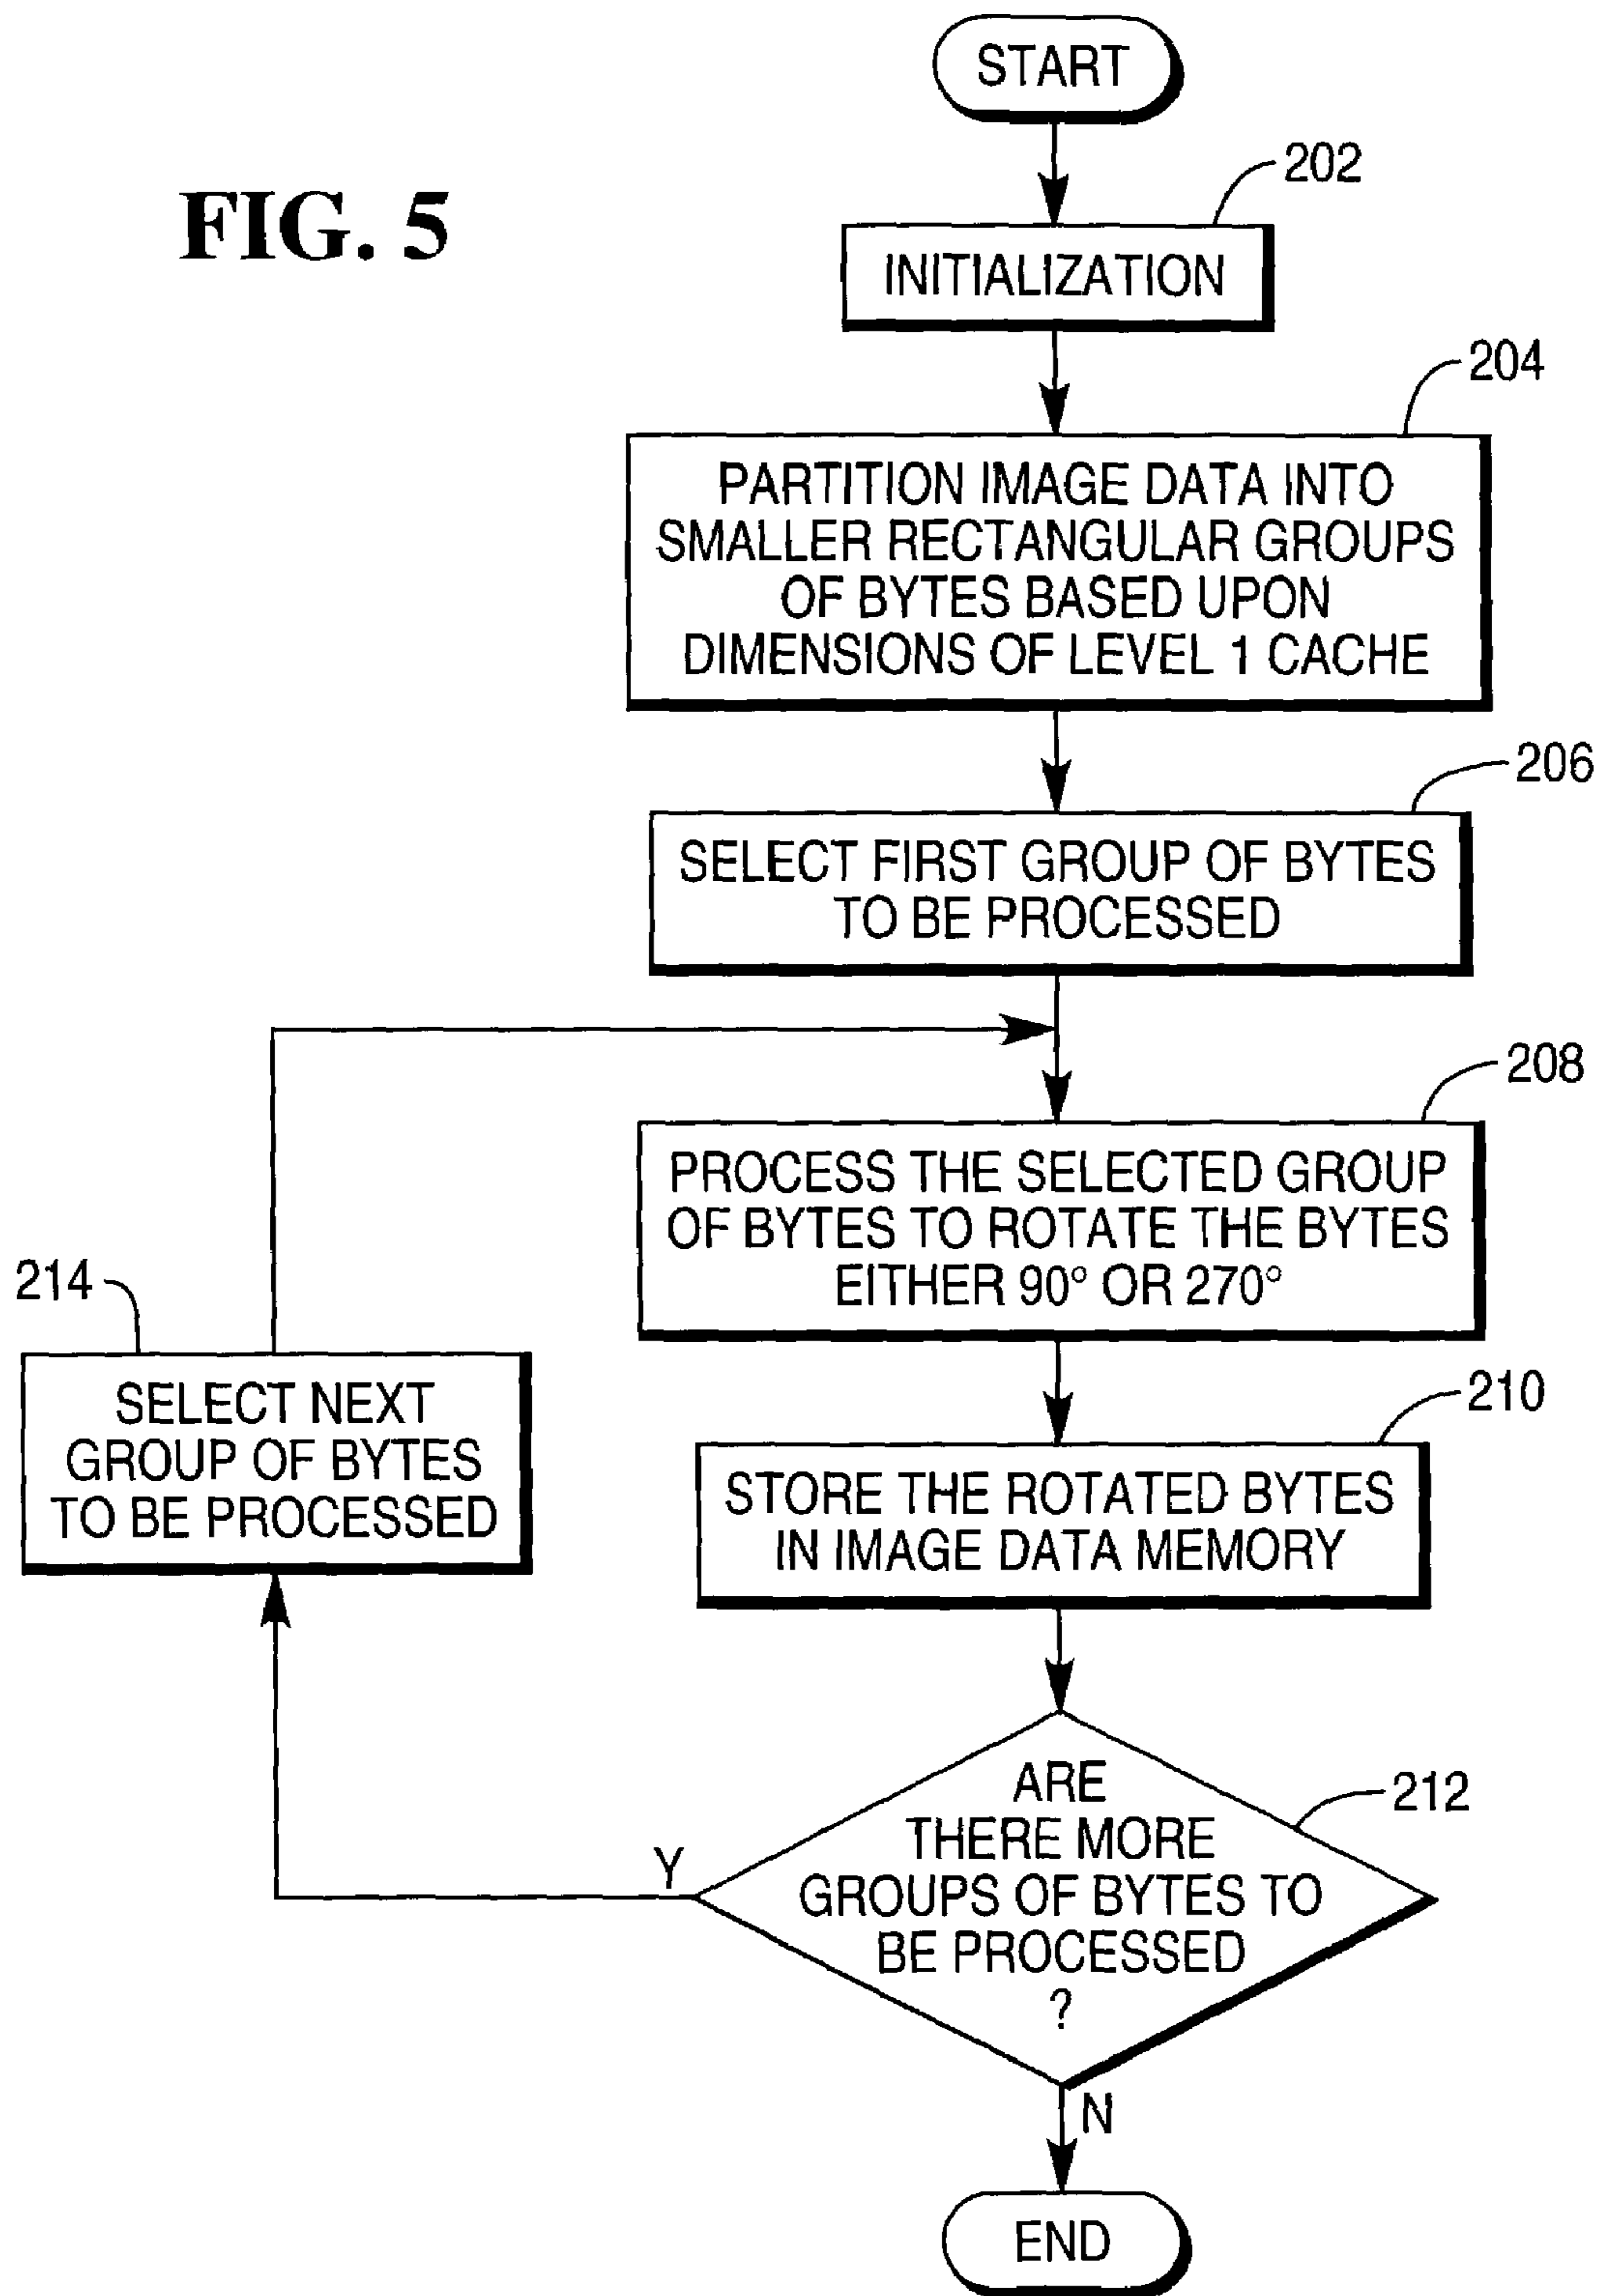 START
FIG. 5
202
INITIALIZATION
204
PARTITION IMAGE DATA INTO
SMALLER RECTANGULAR GROUPS
OF BYTES BASED UPON
DIMENSIONS OF LEVEL 1 CACHE
206
SELECT FIRST GROUP OF BYTES
TO BE PROCESSED
208
PROCESS THE SELECTED GROUP
OF BYTES TO ROTATE THE BYTES
EITHER 90° OR 270°
214
SELECT NEXT
GROUP OF BYTES
TO BE PROCESSED
210
STORE THE ROTATED BYTES
IN IMAGE DATA MEMORY
212
ARE
THERE MORE
GROUPS OF BYTES TO
BE PROCESSED
?
Y
N
END